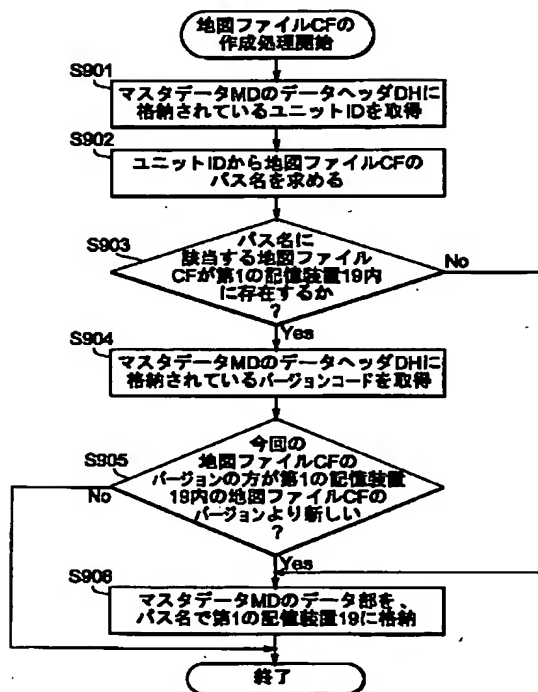 地図ファイルCFの
作成処理開始
S901
マスタデータMDのデータヘッダDHに
格納されているユニットIDを取得
S902
ユニットIDから地図ファイルCFの
パス名を求める
S903
パス名に
該当する地図ファイル
CFが第1の記憶装置19内
に存在するか
?
No
Yes
S904
マスタデータMDのデータヘッダDHに
格納されているバージョンコードを取得
S905
今回の
地図ファイルCFの
バージョンの方が第1の記憶装置
19内の地図ファイルCFの
バージョンより新しい
?
No
Yes
S906
マスタデータMDのデータ部を、
パス名で第1の記憶装置19に格納
終了